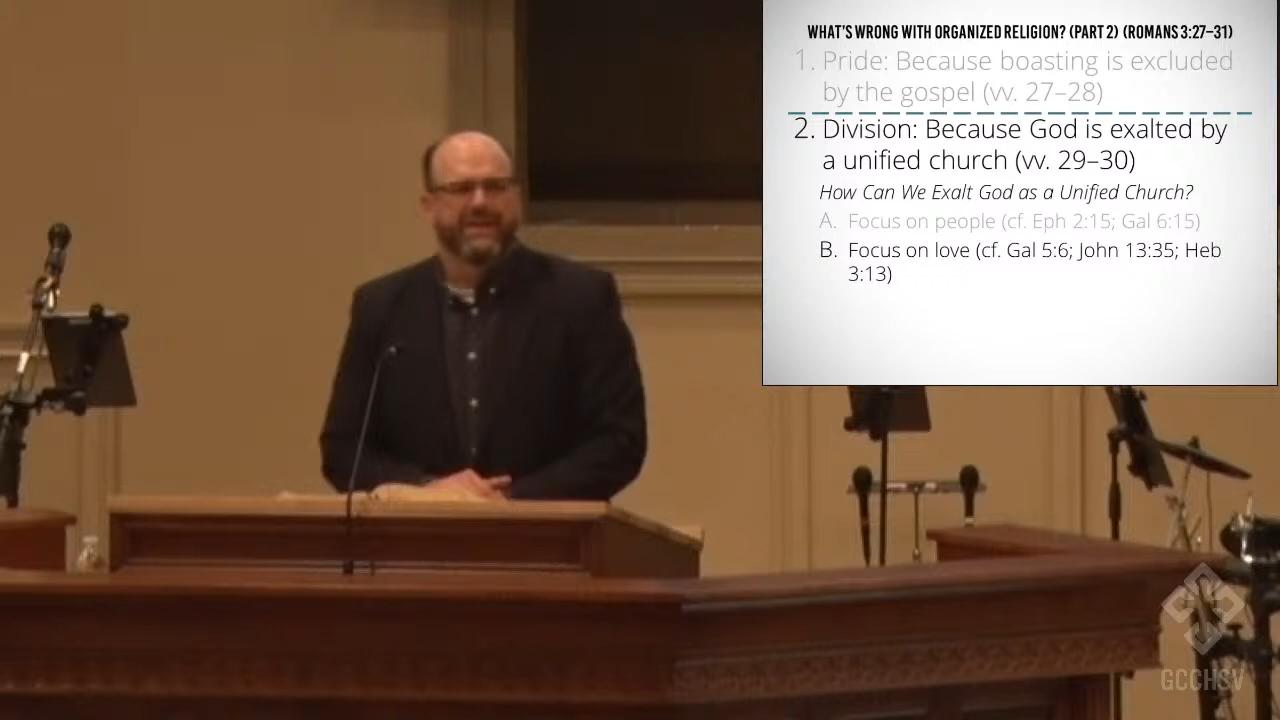 WHAT'S WRONG WITH ORGANIZED RELIGION? (PART 2) (ROMANS 3:27–31)
1. Pride: Because boasting is excluded
by the gospel (vv. 27–28)
2. Division: Because God is exalted by
a unified church (vv. 29–30)
How Can We Exalt God as a Unified Church?
A. Focus on people (cf. Eph 2:15; Gal 6:15)
B. Focus on love (cf. Gal 5:6; John 13:35; Heb
3:13)
GCCHSV